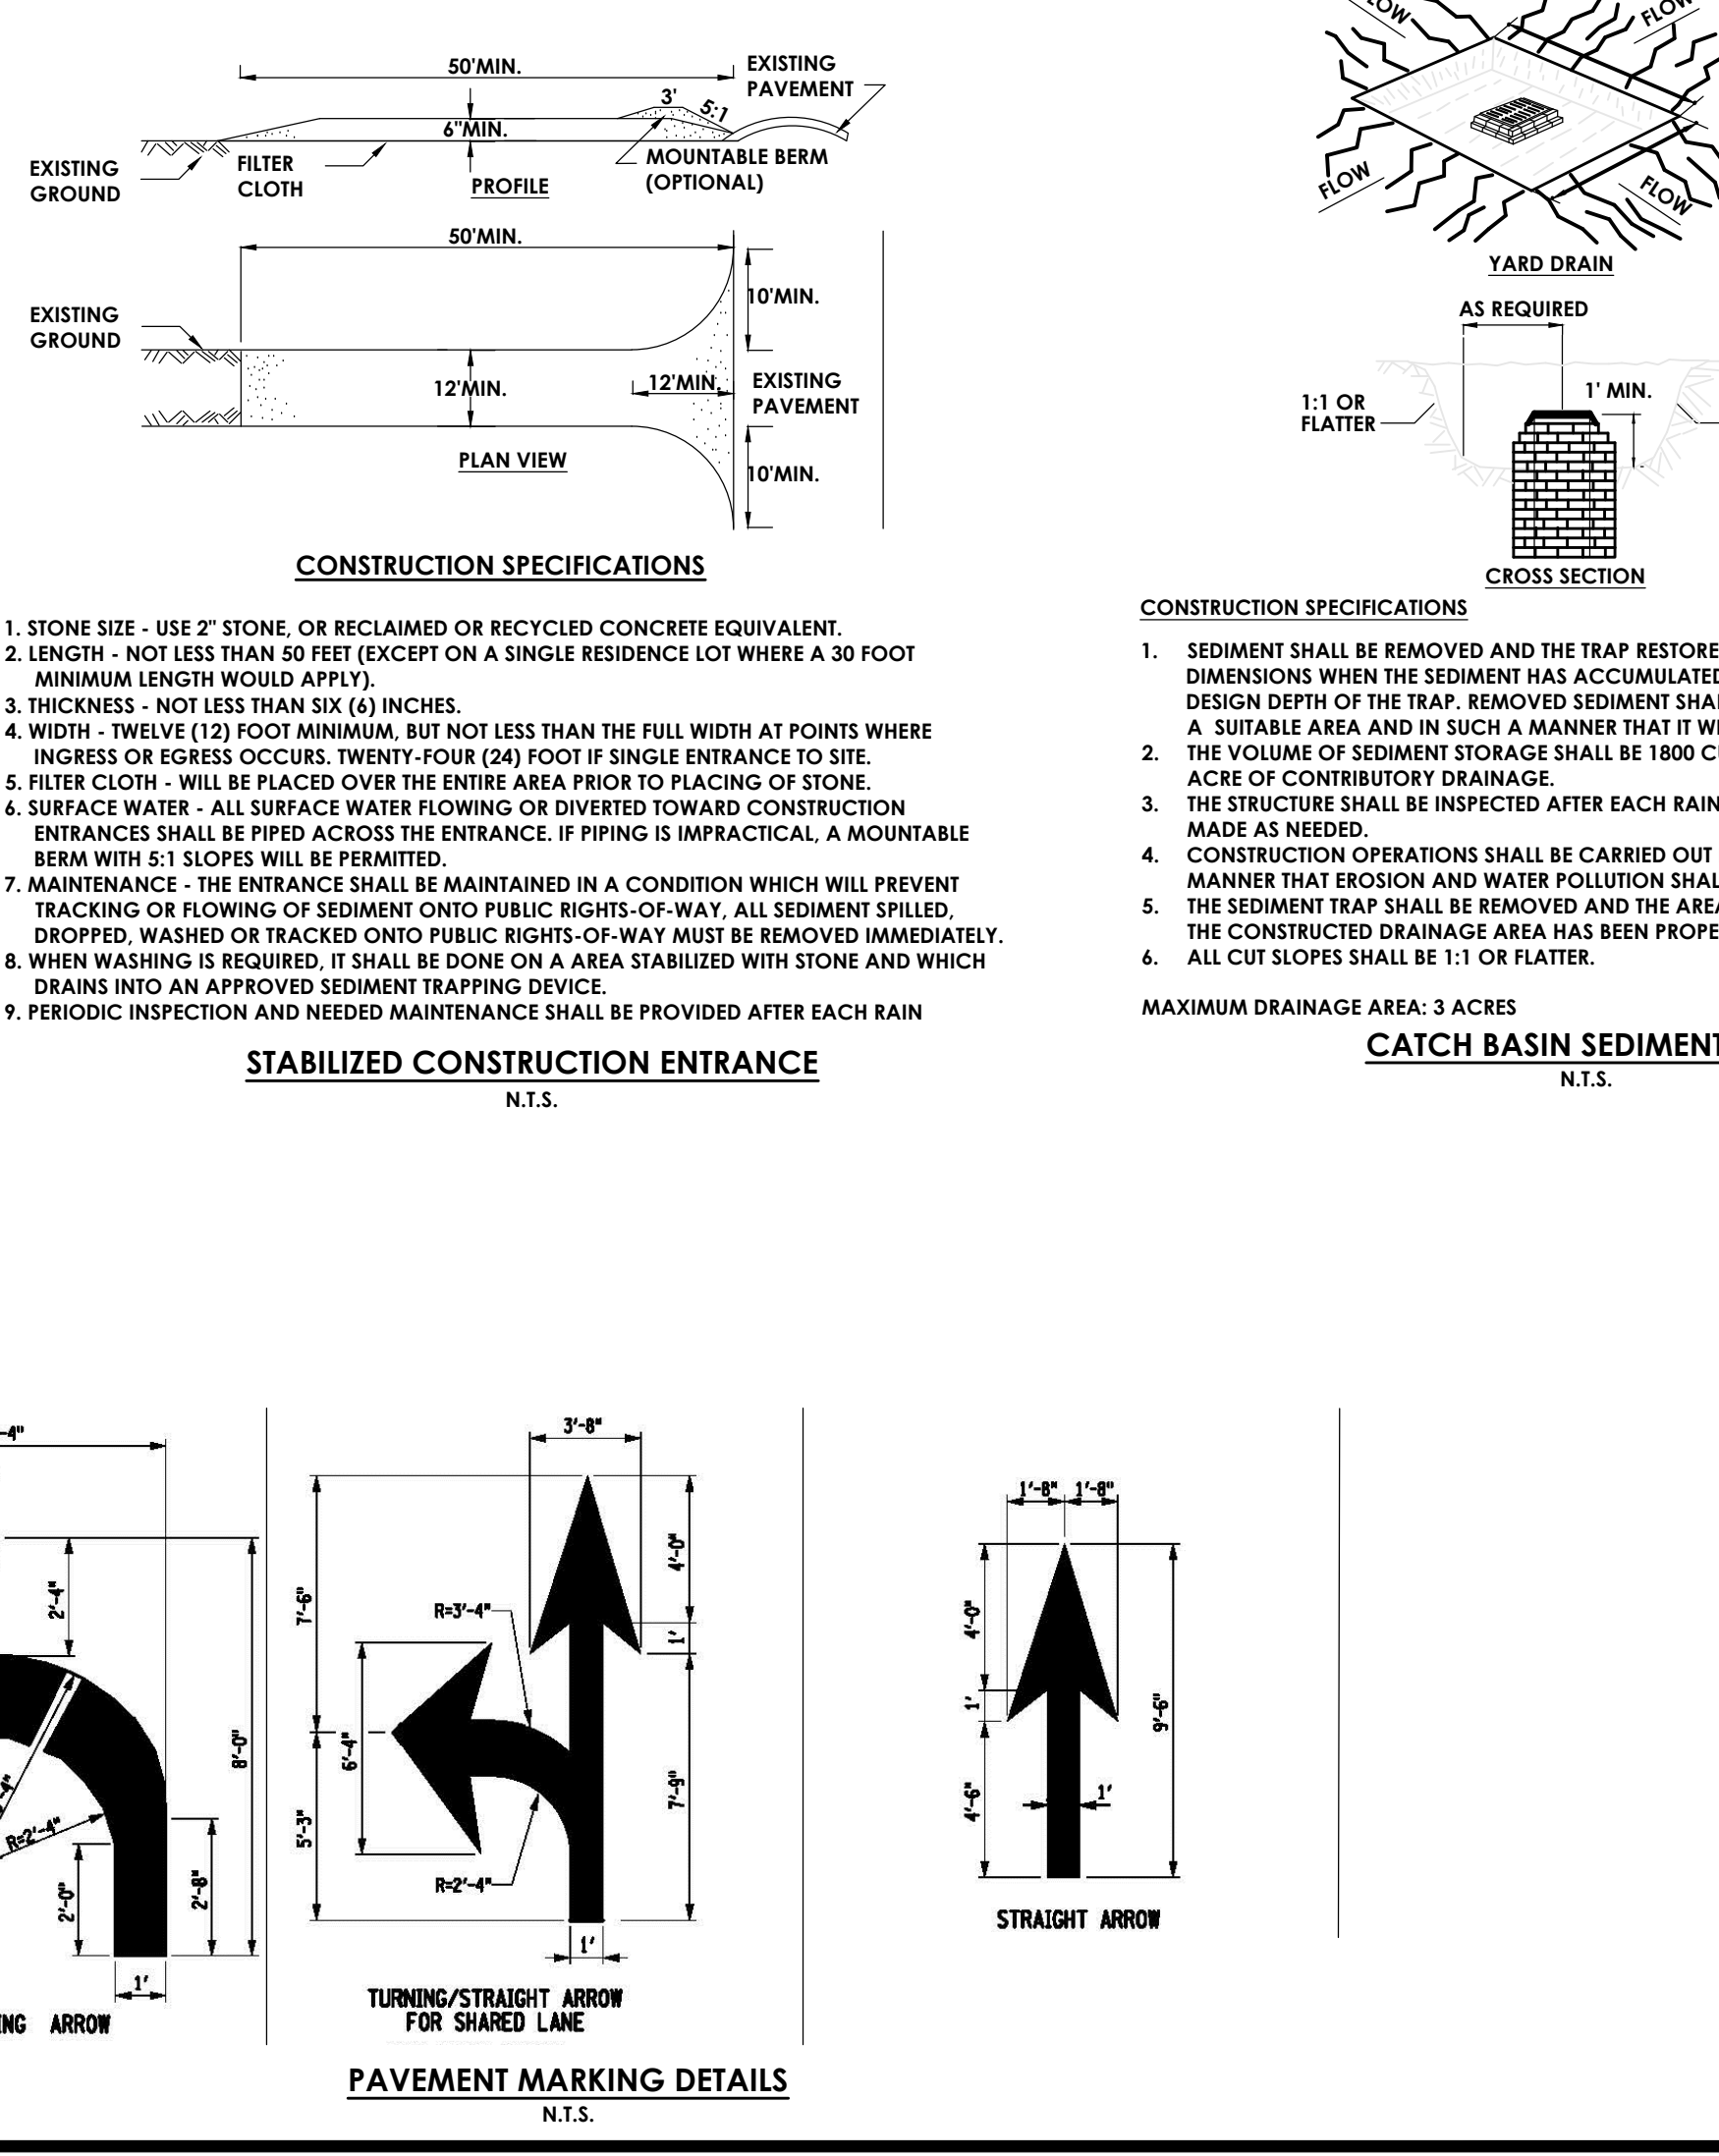 50'MIN.
EXISTING
PAVEMENT
3'
5:1
6"MIN.
EXISTING
GROUND
FILTER
CLOTH
PROFILE
MOUNTABLE BERM
(OPTIONAL)
50'MIN.
10'MIN.
EXISTING
GROUND
12'MIN.
12'MIN.
EXISTING
PAVEMENT
PLAN VIEW
10'MIN.
CONSTRUCTION SPECIFICATIONS
1. STONE SIZE - USE 2" STONE, OR RECLAIMED OR RECYCLED CONCRETE EQUIVALENT.
2. LENGTH - NOT LESS THAN 50 FEET (EXCEPT ON A SINGLE RESIDENCE LOT WHERE A 30 FOOT
MINIMUM LENGTH WOULD APPLY).
3. THICKNESS - NOT LESS THAN SIX (6) INCHES.
4. WIDTH - TWELVE (12) FOOT MINIMUM, BUT NOT LESS THAN THE FULL WIDTH AT POINTS WHERE
INGRESS OR EGRESS OCCURS. TWENTY-FOUR (24) FOOT IF SINGLE ENTRANCE TO SITE.
5. FILTER CLOTH - WILL BE PLACED OVER THE ENTIRE AREA PRIOR TO PLACING OF STONE.
6. SURFACE WATER - ALL SURFACE WATER FLOWING OR DIVERTED TOWARD CONSTRUCTION
ENTRANCES SHALL BE PIPED ACROSS THE ENTRANCE. IF PIPING IS IMPRACTICAL, A MOUNTABLE
BERM WITH 5:1 SLOPES WILL BE PERMITTED.
7. MAINTENANCE - THE ENTRANCE SHALL BE MAINTAINED IN A CONDITION WHICH WILL PREVENT
TRACKING OR FLOWING OF SEDIMENT ONTO PUBLIC RIGHTS-OF-WAY, ALL SEDIMENT SPILLED,
DROPPED, WASHED OR TRACKED ONTO PUBLIC RIGHTS-OF-WAY MUST BE REMOVED IMMEDIATELY.
8. WHEN WASHING IS REQUIRED, IT SHALL BE DONE ON A AREA STABILIZED WITH STONE AND WHICH
DRAINS INTO AN APPROVED SEDIMENT TRAPPING DEVICE.
9. PERIODIC INSPECTION AND NEEDED MAINTENANCE SHALL BE PROVIDED AFTER EACH RAIN
STABILIZED CONSTRUCTION ENTRANCE
N.T.S.
FLOW
FLOW
FLOW
FLOW
YARD DRAIN
AS REQUIRED
1' MIN.
1:1 OR
FLATTER
CROSS SECTION
CONSTRUCTION SPECIFICATIONS
1. SEDIMENT SHALL BE REMOVED AND THE TRAP RESTORE
DIMENSIONS WHEN THE SEDIMENT HAS ACCUMULATED
DESIGN DEPTH OF THE TRAP. REMOVED SEDIMENT SHA
A SUITABLE AREA AND IN SUCH A MANNER THAT IT W
2. THE VOLUME OF SEDIMENT STORAGE SHALL BE 1800 C
ACRE OF CONTRIBUTORY DRAINAGE.
3. THE STRUCTURE SHALL BE INSPECTED AFTER EACH RAIN
MADE AS NEEDED.
4. CONSTRUCTION OPERATIONS SHALL BE CARRIED OUT
MANNER THAT EROSION AND WATER POLLUTION SHAL
5. THE SEDIMENT TRAP SHALL BE REMOVED AND THE AREA
THE CONSTRUCTED DRAINAGE AREA HAS BEEN PROPE
6. ALL CUT SLOPES SHALL BE 1:1 OR FLATTER.
MAXIMUM DRAINAGE AREA: 3 ACRES
CATCH BASIN SEDIMENT
N.T.S.
-4"
2'-4"
8'-0"
R=2'-4"
2'-0"
2'-8"
1'
NG ARROW
3'-8"
7'-6"
4'-0"
R=3'-4"
1'
6'-4"
5'-3"
7'-9"
R=2'-4"
1'
TURNING/STRAIGHT ARROW
FOR SHARED LANE
1'-8" 1'-8"
4'-0"
1'
9'-6"
4'-6"
1'
STRAIGHT ARROW
PAVEMENT MARKING DETAILS
N.T.S.